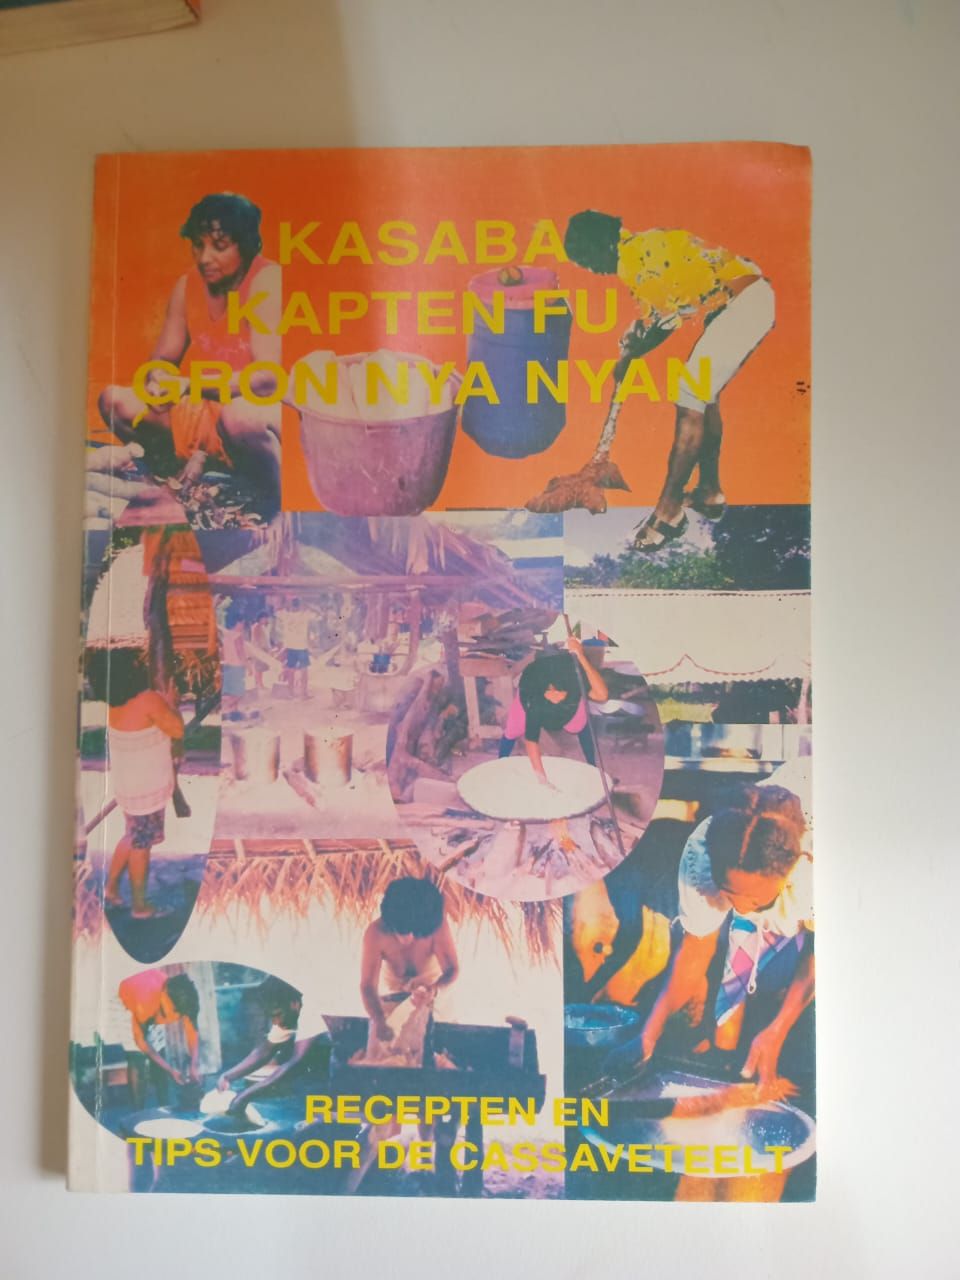 KASABA
KAPTEN FU
GRON NYA NYAN
RECEPTEN EN
TIPS VOOR DE CASSAVETEELT